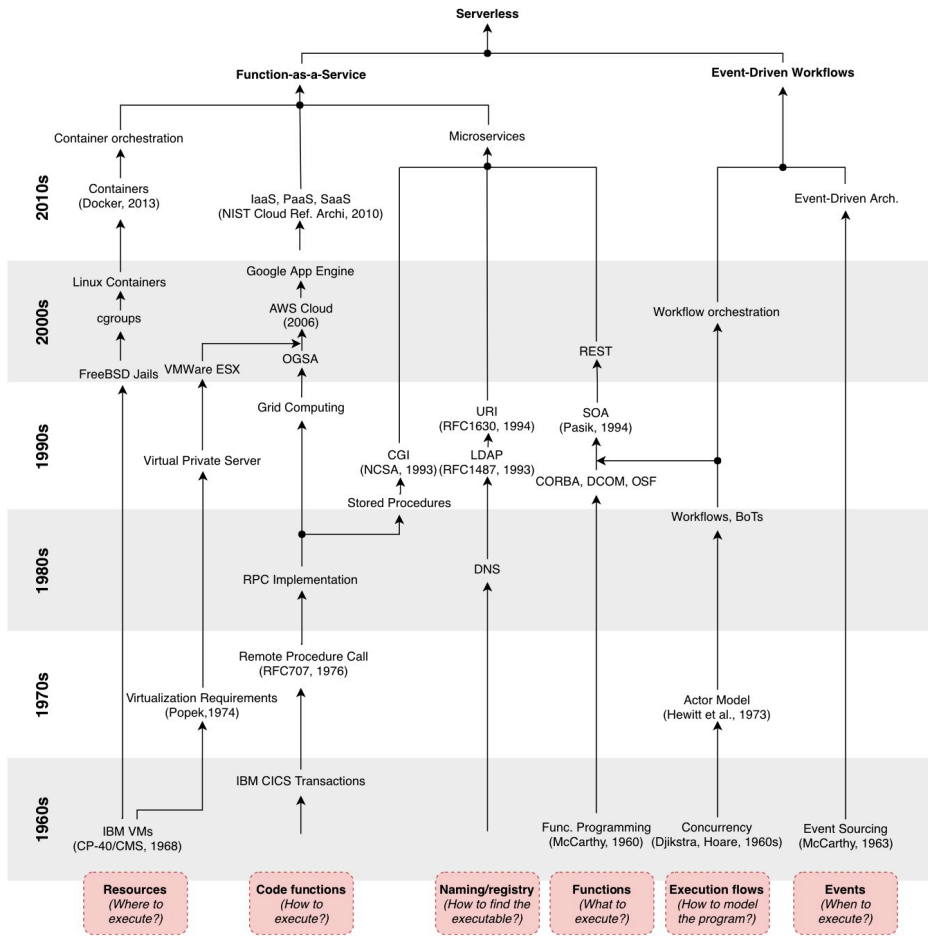 Serverless
Function-as-a-Service
Event-Driven Workflows
Container orchestration
Microservices
2010s
Containers
(Docker, 2013)
IaaS, PaaS, SaaS
(NIST Cloud Ref. Archi, 2010)
Event-Driven Arch.
2000s
Linux Containers
Google App Engine
cgroups
AWS Cloud
(2006)
Workflow orchestration
FreeBSD Jails
VMWare ESX
OGSA
REST
1990s
Grid Computing
URI
(RFC1630, 1994)
SOA
(Pasik, 1994)
Virtual Private Server
CGI
(NCSA, 1993)
LDAP
(RFC1487, 1993)
CORBA, DCOM, OSF
Stored Procedures
Workflows, BoTs
1980s
RPC Implementation
DNS
1970s
Remote Procedure Call
(RFC707, 1976)
Virtualization Requirements
(Popek,1974)
Actor Model
(Hewitt et al., 1973)
1960s
IBM CICS Transactions
IBM VMs
(CP-40/CMS, 1968)
Func. Programming
(McCarthy, 1960)
Concurrency
(Djikstra, Hoare, 1960s)
Event Sourcing
(McCarthy, 1963)
Resources
(Where to
execute?)
Code functions
(How to
execute?)
Naming/registry
(How to find the
executable?)
Functions
(What to
execute?)
Execution flows
(How to model
the program?)
Events
(When to
execute?)